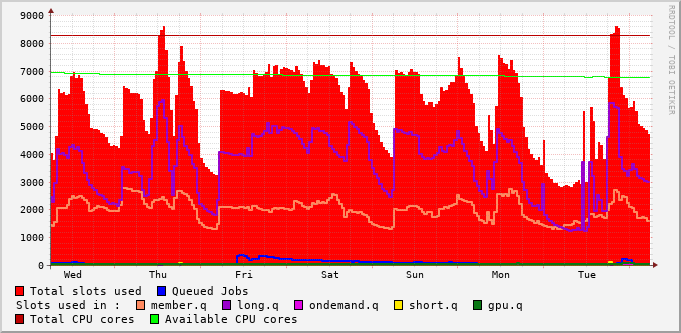 9000
8000
7000
6000
5000
4000
3000
2000
1000
0
Wed Thu Fri Sat Sun Mon Tue
RRDTOOL / TOBI OETIKER
Total slots used Queued Jobs
Slots used in : member.q long.q ondemand.q short.q gpu.q
Total CPU cores Available CPU cores